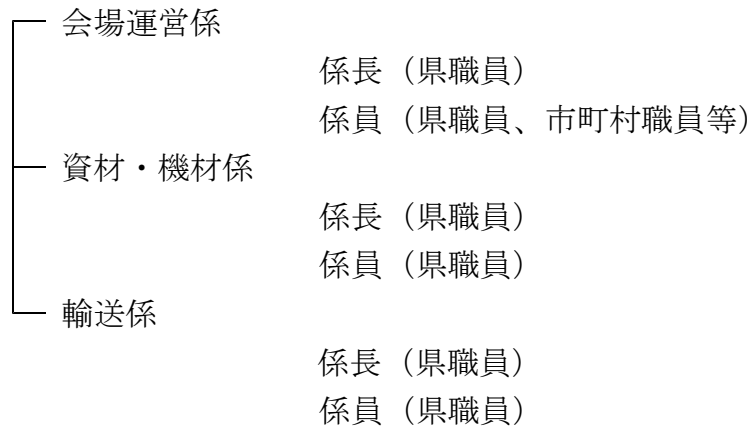 会場運営係
係長（県職員）
係員（県職員、市町村職員等）
資材・機材係
係長（県職員）
係員（県職員）
輸送係
係長（県職員）
係員（県職員）